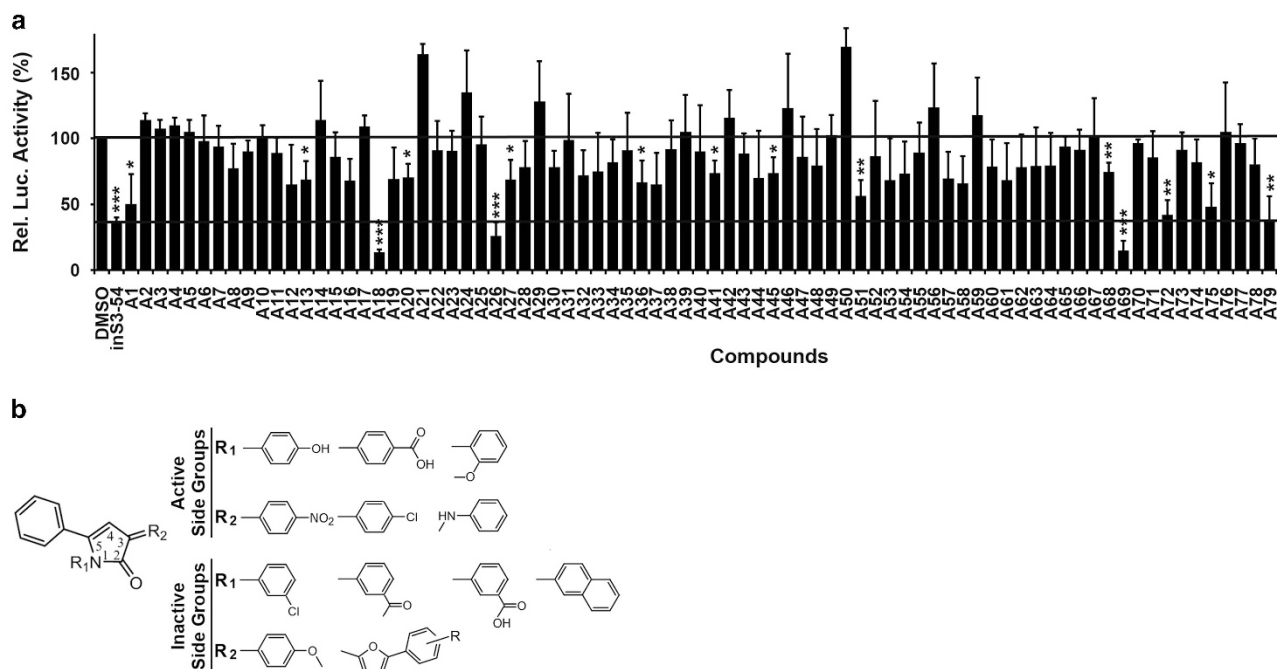 a
Rel. Luc. Activity (%)
150
100
50
0
*** * * *** * *** * * * * ** ** *** ** * **
DMSO inS3-54 A1 A2 A3 A4 A5 A6 A7 A8 A9 A10 A11 A12 A13 A14 A15 A16 A17 A18 A19 A20 A21 A22 A23 A24 A25 A26 A27 A28 A29 A30 A31 A32 A33 A34 A35 A36 A37 A38 A39 A40 A41 A42 A43 A44 A45 A46 A47 A48 A49 A50 A51 A52 A53 A54 A55 A56 A57 A58 A59 A60 A61 A62 A63 A64 A65 A66 A67 A68 A69 A70 A71 A72 A73 A74 A75 A76 A77 A78 A79
Compounds
b
R1 N O R2
1 2 3 4 5
Active
Side Groups
R1 OH O OH O
R2 NO2 Cl HN
Inactive
Side Groups
R1 Cl O O OH
R2 O O R